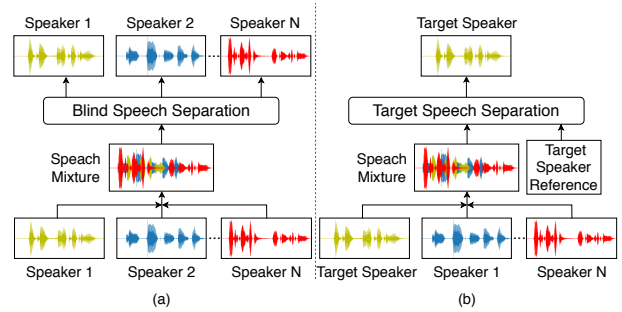 Speaker 1
Speaker 2
Speaker N
Blind Speech Separation
Speach
Mixture
Speaker 1
Speaker 2
Speaker N
(a)
Target Speaker
Target Speech Separation
Speach
Mixture
Target
Speaker
Reference
Target Speaker
Speaker 1
Speaker N
(b)